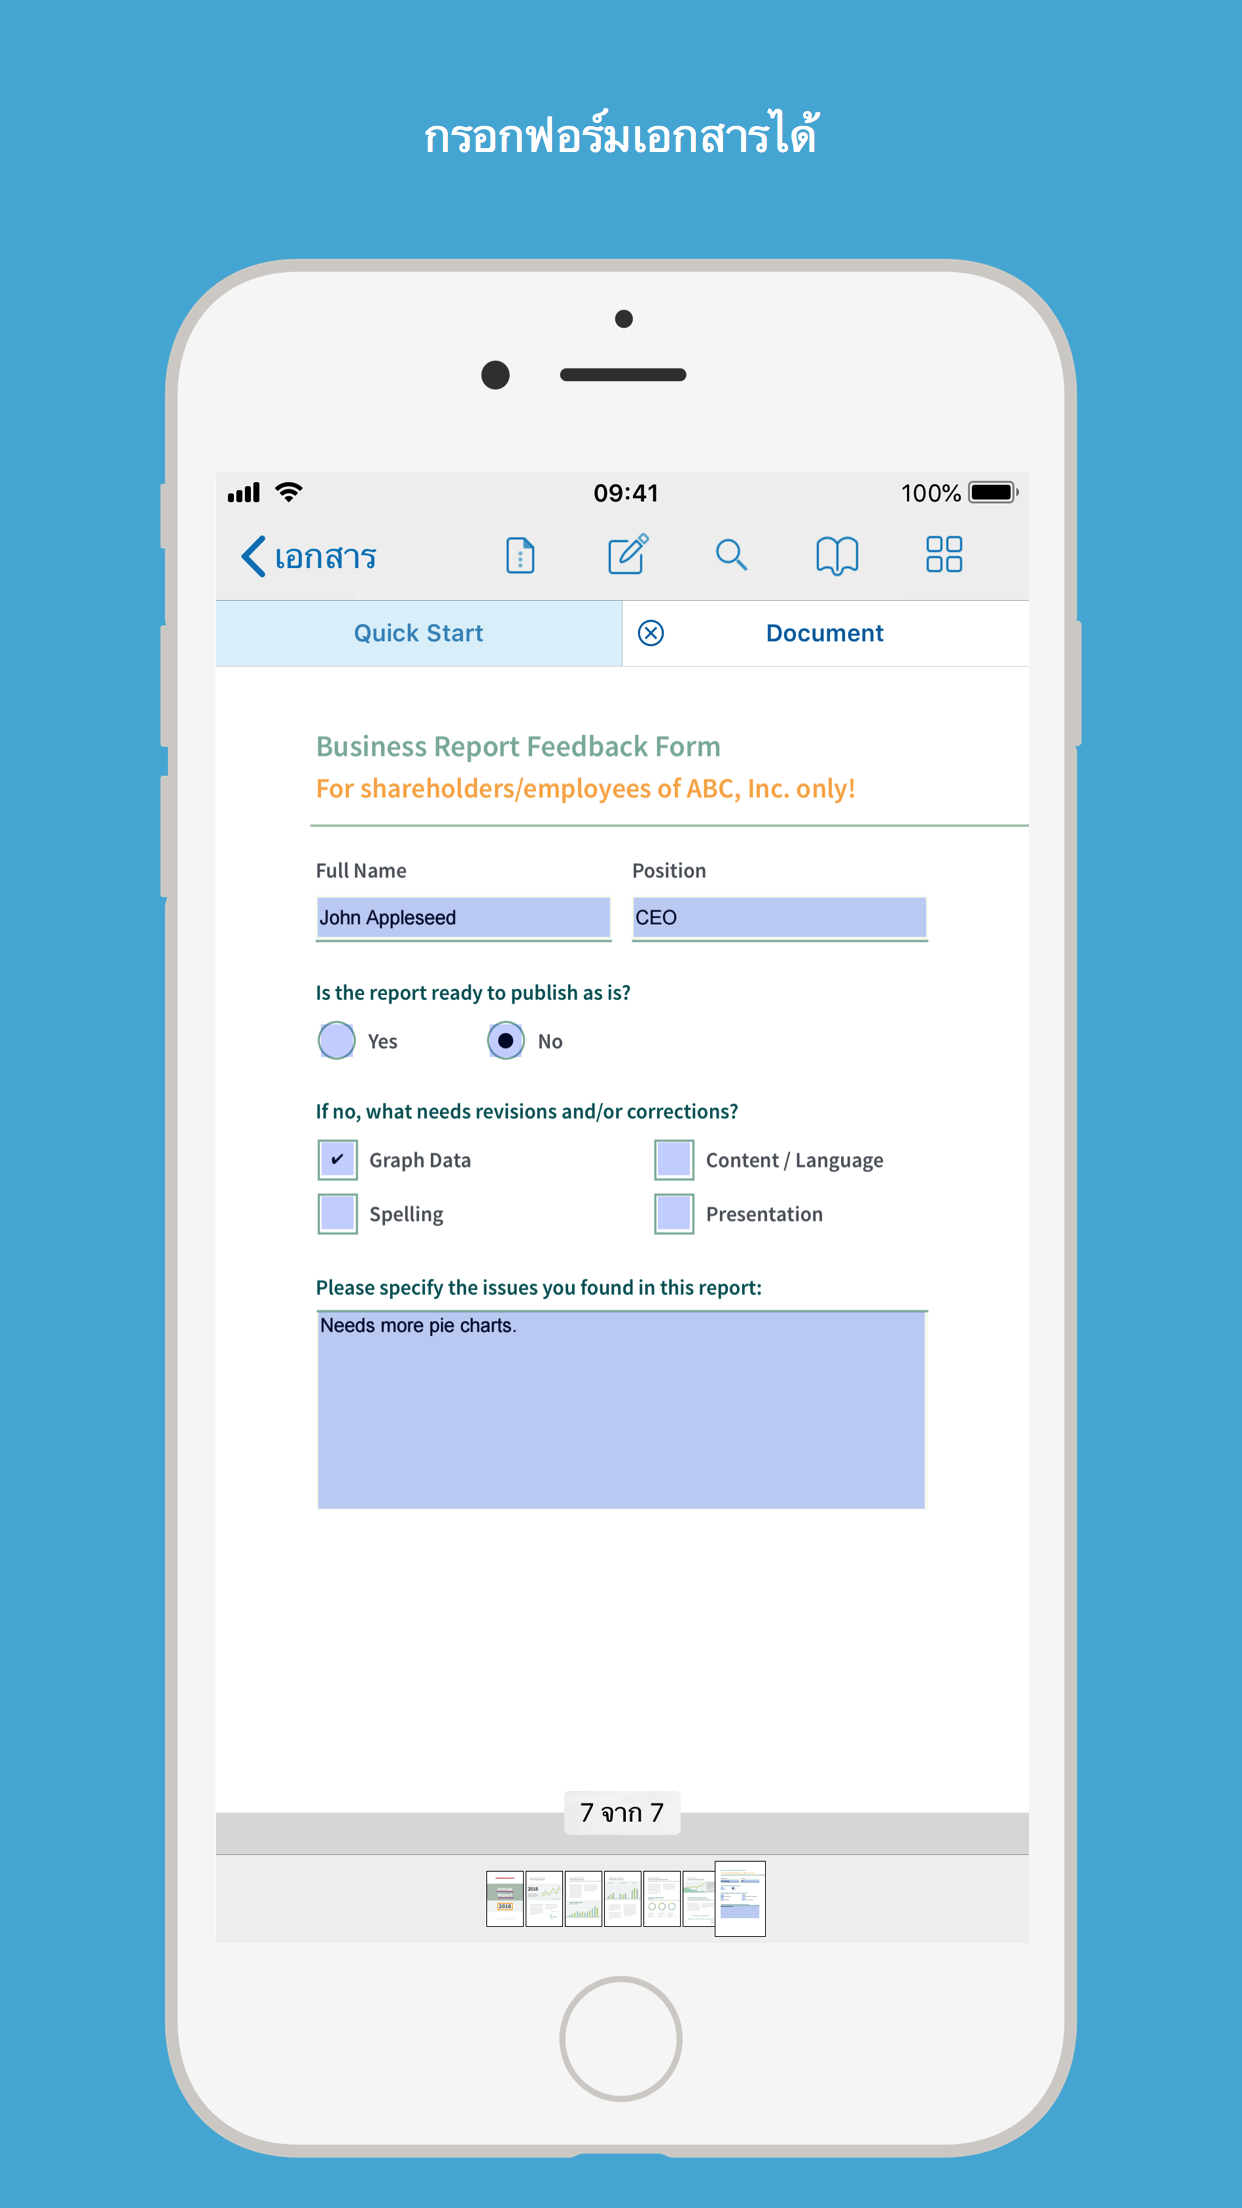 กรอกฟอร์มเอกสารได้
09:41
100%
เอกสาร
Quick Start
Document
Business Report Feedback Form
For shareholders/employees of ABC, Inc. only!
Full Name
Position
John Appleseed
CEO
Is the report ready to publish as is?
Yes
No
If no, what needs revisions and/or corrections?
✔
Graph Data
Content / Language
Spelling
Presentation
Please specify the issues you found in this report:
Needs more pie charts.
7 จาก 7
Annual
Report
2018
2018